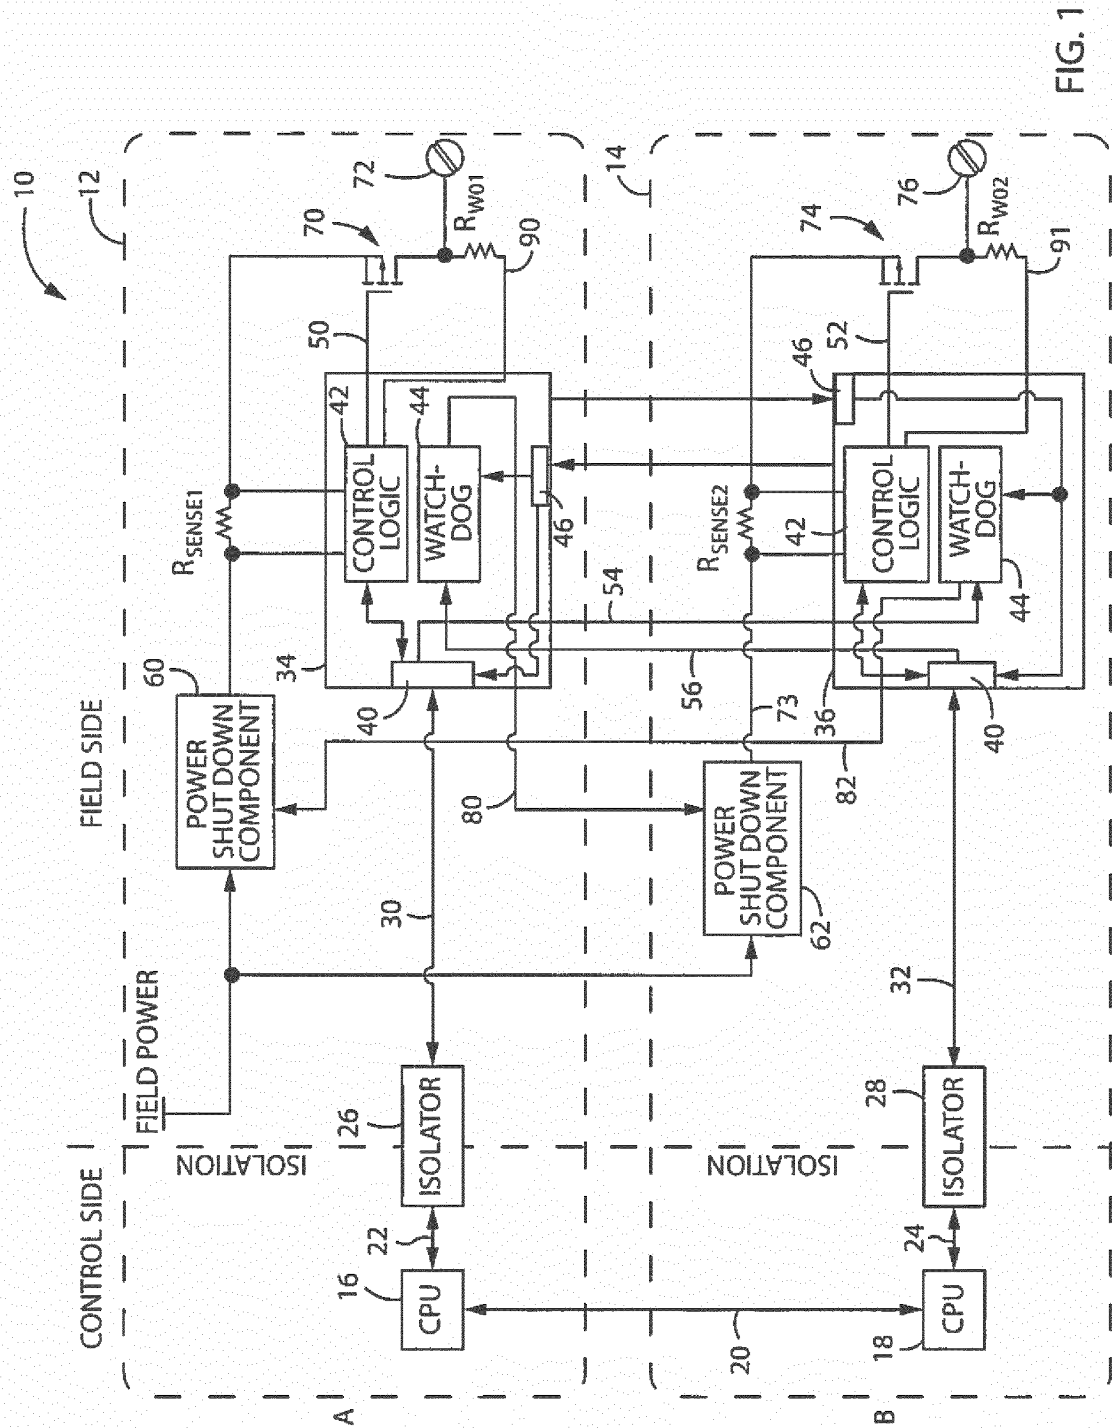 FIG. 1
10
12
14
CONTROL SIDE
FIELD SIDE
A
FIELD POWER
ISOLATION
CPU
16
22
ISOLATOR
26
30
POWER
SHUT DOWN
COMPONENT
60
RSENSE1
34
40
CONTROL
LOGIC
42
WATCH-
DOG
44
46
50
70
72
RW01
90
80
54
56
20
B
ISOLATION
CPU
18
24
ISOLATOR
28
32
POWER
SHUT DOWN
COMPONENT
62
73
82
RSENSE2
36
40
CONTROL
LOGIC
42
WATCH-
DOG
44
46
52
74
76
RW02
91